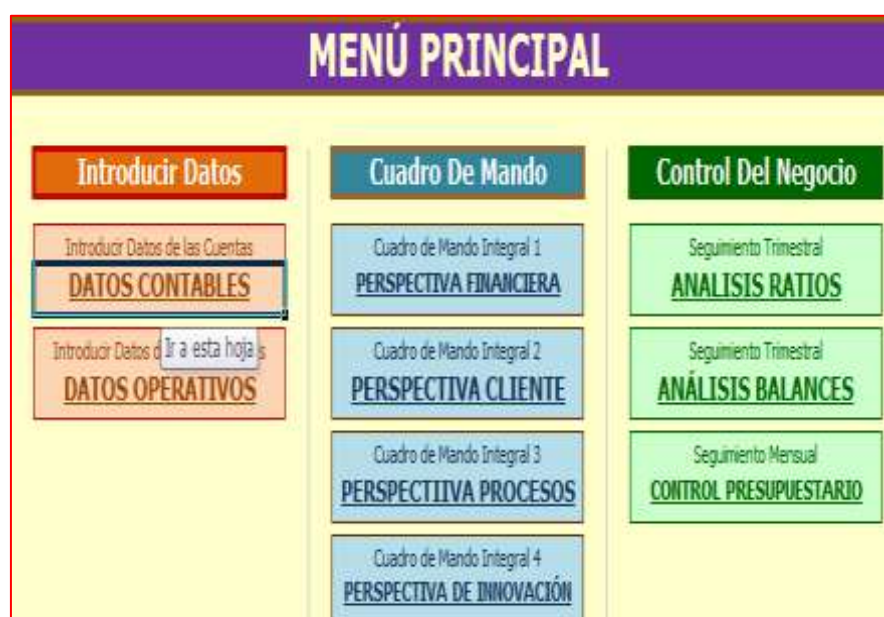 MENÚ PRINCIPAL
Introducir Datos
Introducir Datos de las Cuentas
DATOS CONTABLES
Introducir Datos d
Ir a esta hoja
s
DATOS OPERATIVOS
Cuadro De Mando
Cuadro de Mando Integral 1
PERSPECTIVA FINANCIERA
Cuadro de Mando Integral 2
PERSPECTIVA CLIENTE
Cuadro de Mando Integral 3
PERSPECTIIVA PROCESOS
Cuadro de Mando Integral 4
PERSPECTIVA DE INNOVACIÓN
Control Del Negocio
Seguimiento Trimestral
ANALISIS RATIOS
Seguimiento Trimestral
ANÁLISIS BALANCES
Seguimiento Mensual
CONTROL PRESUPUESTARIO